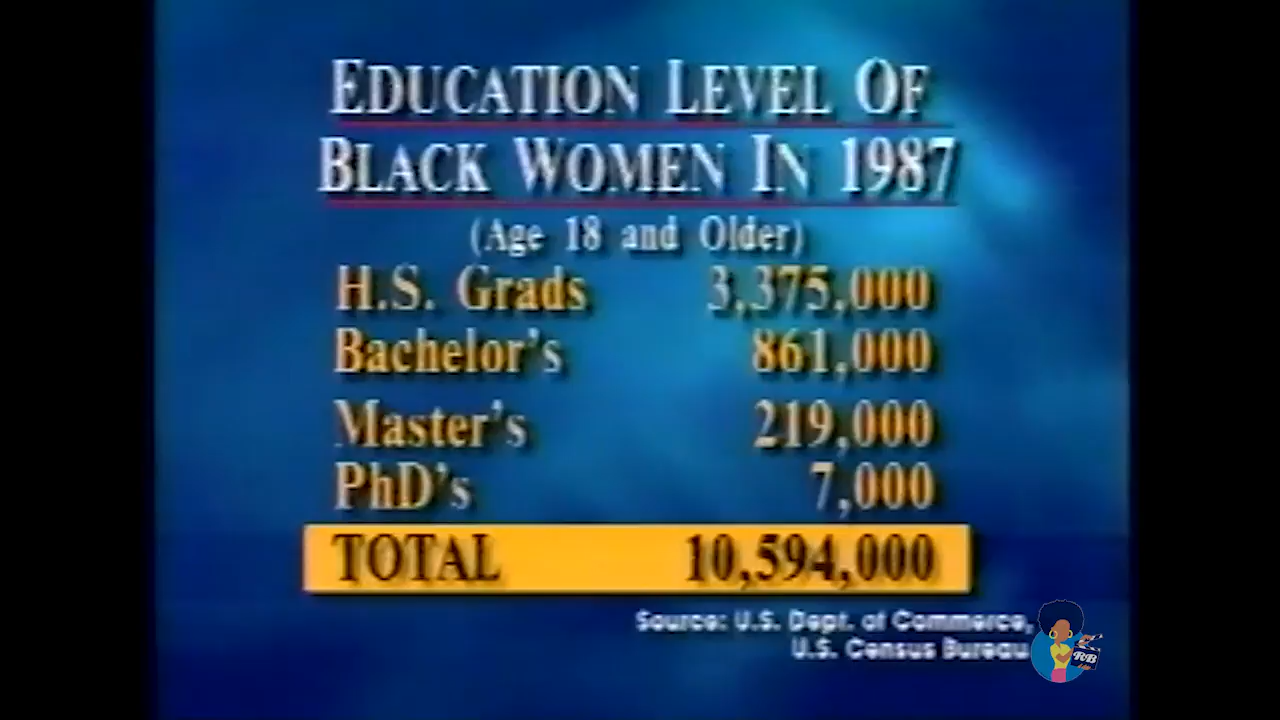 EDUCATION LEVEL OF
BLACK WOMEN IN 1987
(Age 18 and Older)
H.S. Grads 3,375,000
Bachelor's 861,000
Master's 219,000
PhD's 7,000
TOTAL 10,594,000
Source: U.S. Dept. of Commerce,
U.S. Census Bureau
RB